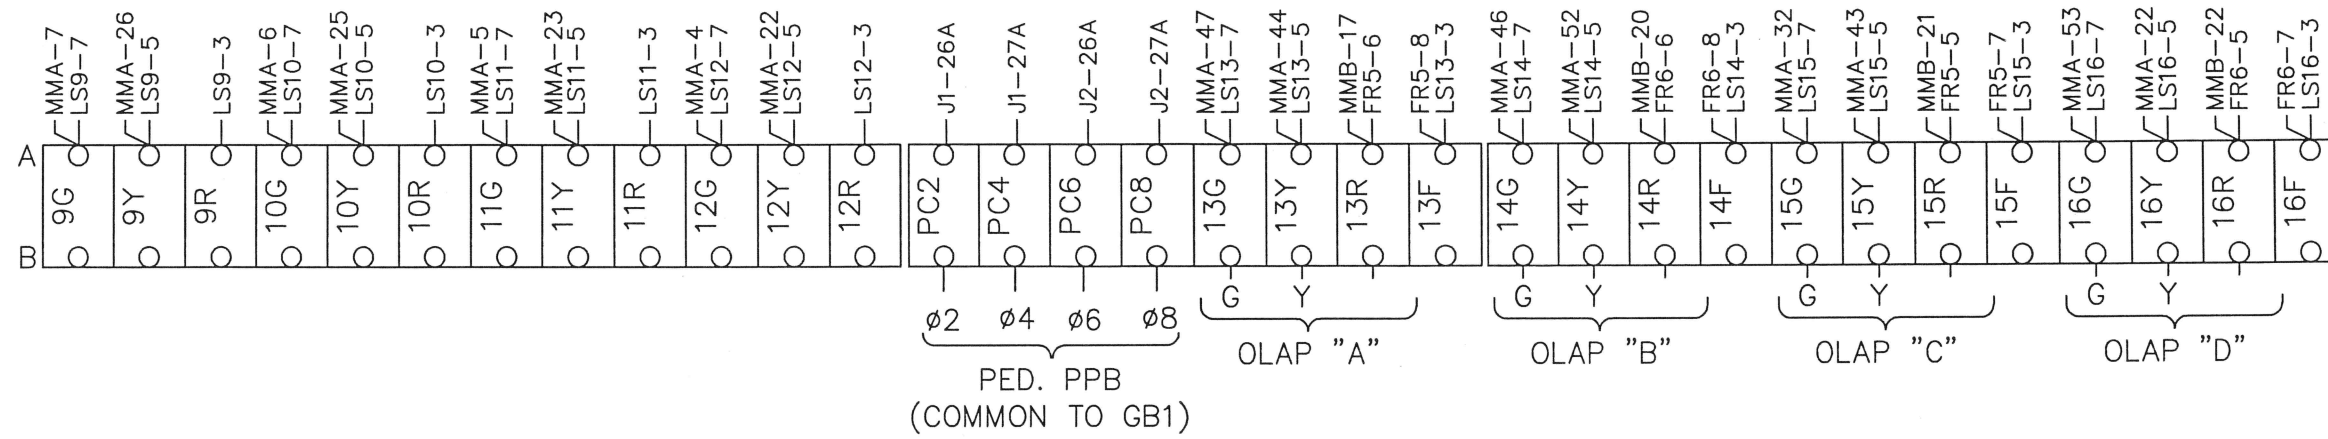 MMA-7
LS9-7
MMA-26
LS9-5
LS9-3
MMA-6
LS10-7
MMA-25
LS10-5
LS10-3
MMA-5
LS11-7
MMA-23
LS11-5
LS11-3
MMA-4
LS12-7
MMA-22
LS12-5
LS12-3
J1-26A
J1-27A
J2-26A
J2-27A
MMA-47
LS13-7
MMA-44
LS13-5
MMB-17
FR5-6
FR5-8
LS13-3
MMA-46
LS14-7
MMA-52
LS14-5
MMB-20
FR6-6
FR6-8
LS14-3
MMA-32
LS15-7
MMA-43
LS15-5
MMB-21
FR5-5
FR5-7
LS15-3
MMA-53
LS16-7
MMA-22
LS16-5
MMB-22
FR6-5
FR6-7
LS16-3
A
9G
9Y
9R
10G
10Y
10R
11G
11Y
11R
12G
12Y
12R
PC2
PC4
PC6
PC8
13G
13Y
13R
13F
14G
14Y
14R
14F
15G
15Y
15R
15F
16G
16Y
16R
16F
B
ø2 ø4 ø6 ø8
G Y
G Y
G Y
G Y
OLAP "A"
OLAP "B"
OLAP "C"
OLAP "D"
PED. PPB
(COMMON TO GB1)